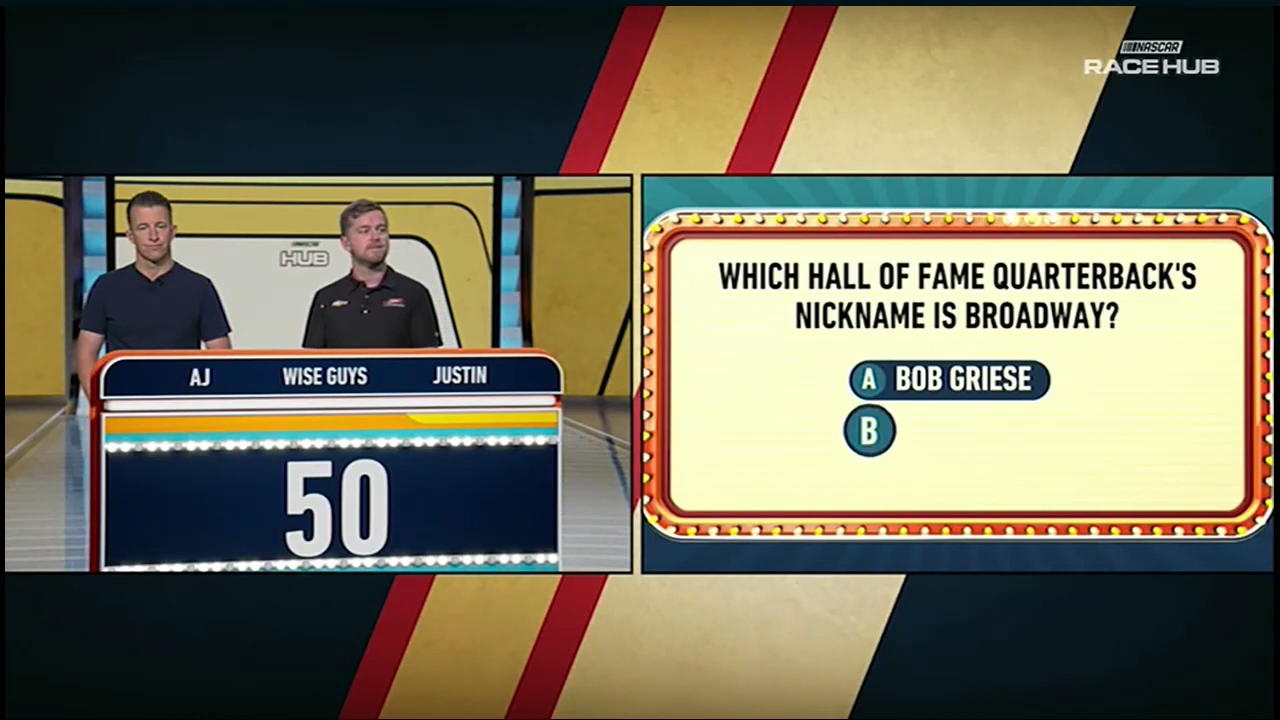 NASCAR
RACE HUB
NASCAR
HUB
WHICH HALL OF FAME QUARTERBACK'S
NICKNAME IS BROADWAY?
A BOB GRIESE
B
AJ WISE GUYS JUSTIN
50